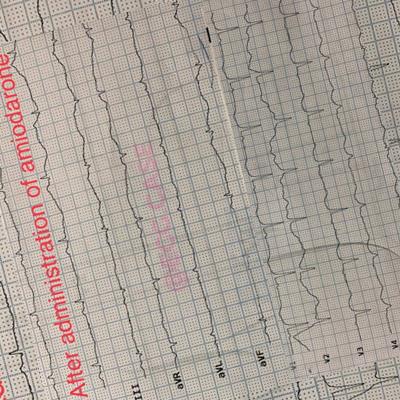 After administration of amiodarone
III
aVR
aVL
aVF
V2
V3
V4